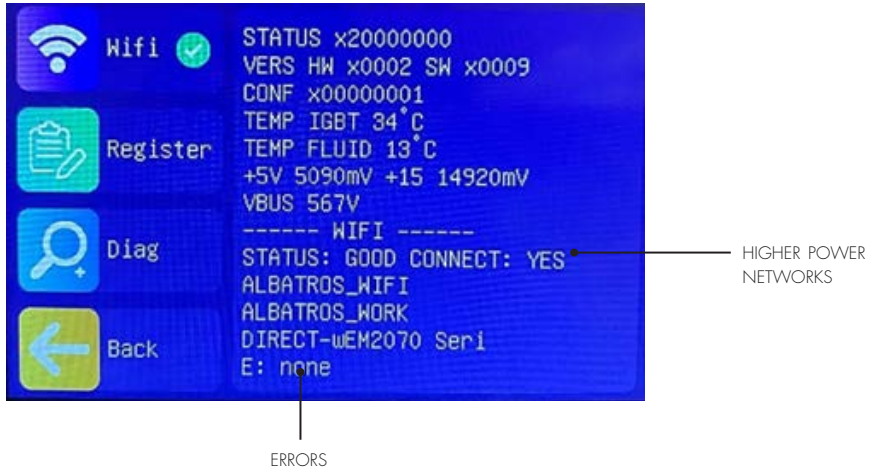 Wifi
Register
Diag
Back
STATUS x20000000
VERS HW x0002 SW x0009
CONF x00000001
TEMP IGBT 34°C
TEMP FLUID 13°C
+5V 5090mV +15 14920mV
VBUS 567V
------ WIFI ------
STATUS: GOOD CONNECT: YES
ALBATROS_WIFI
ALBATROS_WORK
DIRECT-wEM2070 Seri
E: none
HIGHER POWER
NETWORKS
ERRORS